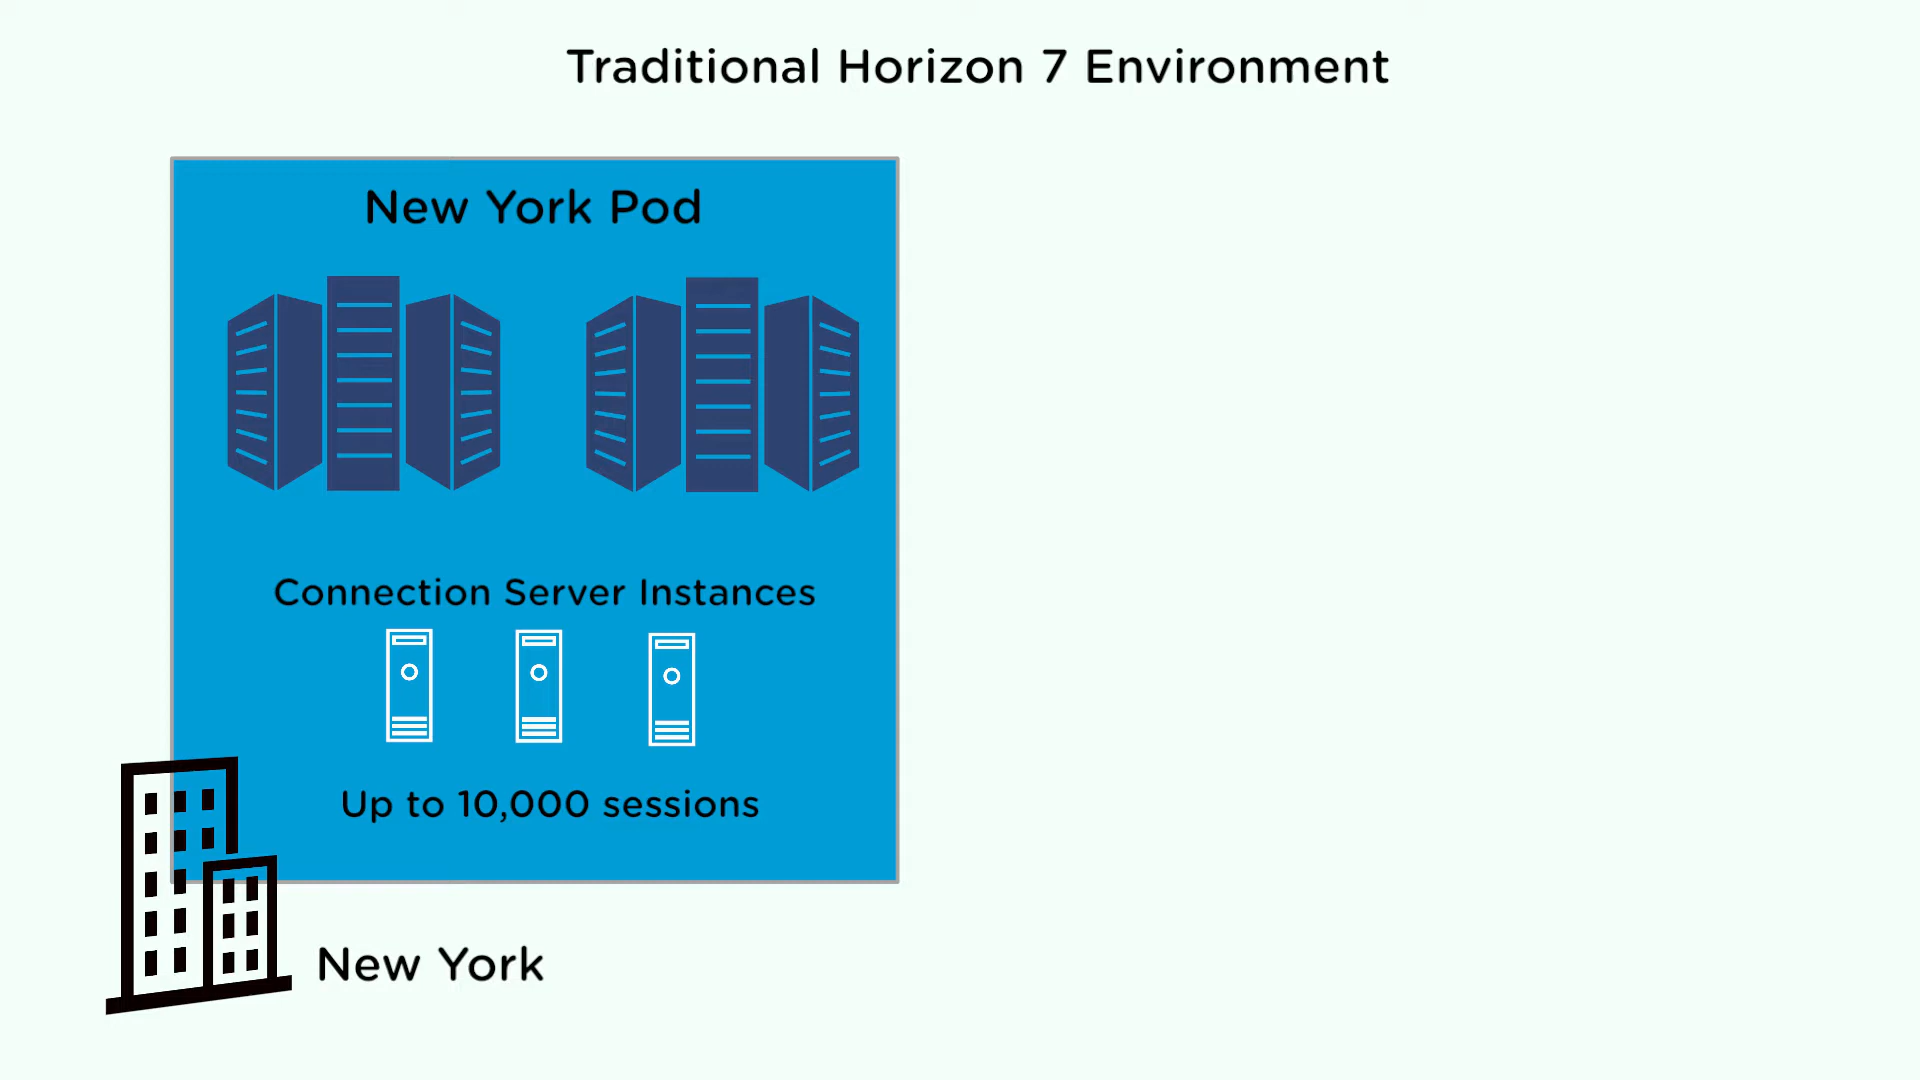 Traditional Horizon 7 Environment
New York Pod
Connection Server Instances
Up to 10,000 sessions
New York